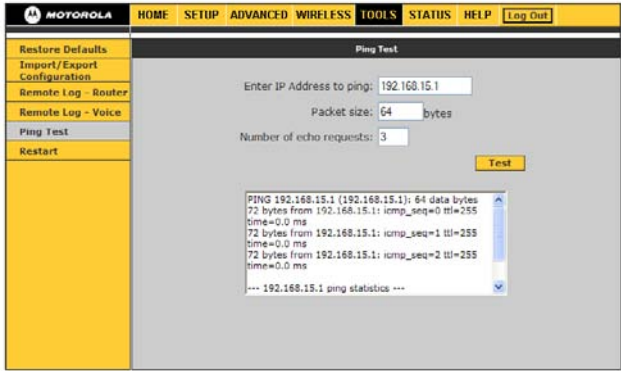 MOTOROLA
HOME SETUP ADVANCED WIRELESS TOOLS STATUS HELP Log Out
Restore Defaults
Import/Export
Configuration
Remote Log - Router
Remote Log - Voice
Ping Test
Restart
Ping Test
Enter IP Address to ping: 192.168.15.1
Packet size: 64 bytes
Number of echo requests: 3
Test
PING 192.168.15.1 (192.168.15.1): 64 data bytes
72 bytes from 192.168.15.1: icmp_seq=0 ttl=255
time=0.0 ms
72 bytes from 192.168.15.1: icmp_seq=1 ttl=255
time=0.0 ms
72 bytes from 192.168.15.1: icmp_seq=2 ttl=255
time=0.0 ms
--- 192.168.15.1 ping statistics ---